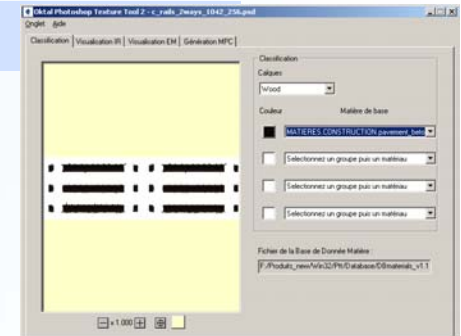 Oktal Photoshop Texture Tool 2 - c_rails_2ways_1042_256.psd
Onglet Aide
Classification Visualisation IR Visualisation EM Génération MPC
Classification
Calques
Wood
Couleur Matière de base
MATIERES.CONSTRUCTION.pavement_beto
Selectionnez un groupe puis un matériau
Selectionnez un groupe puis un matériau
Selectionnez un groupe puis un matériau
Fichier de la Base de Donnée Matière :
F:/Produits_new/Win32/Ptt/Database/DBmaterials_v1.1
x 1.000